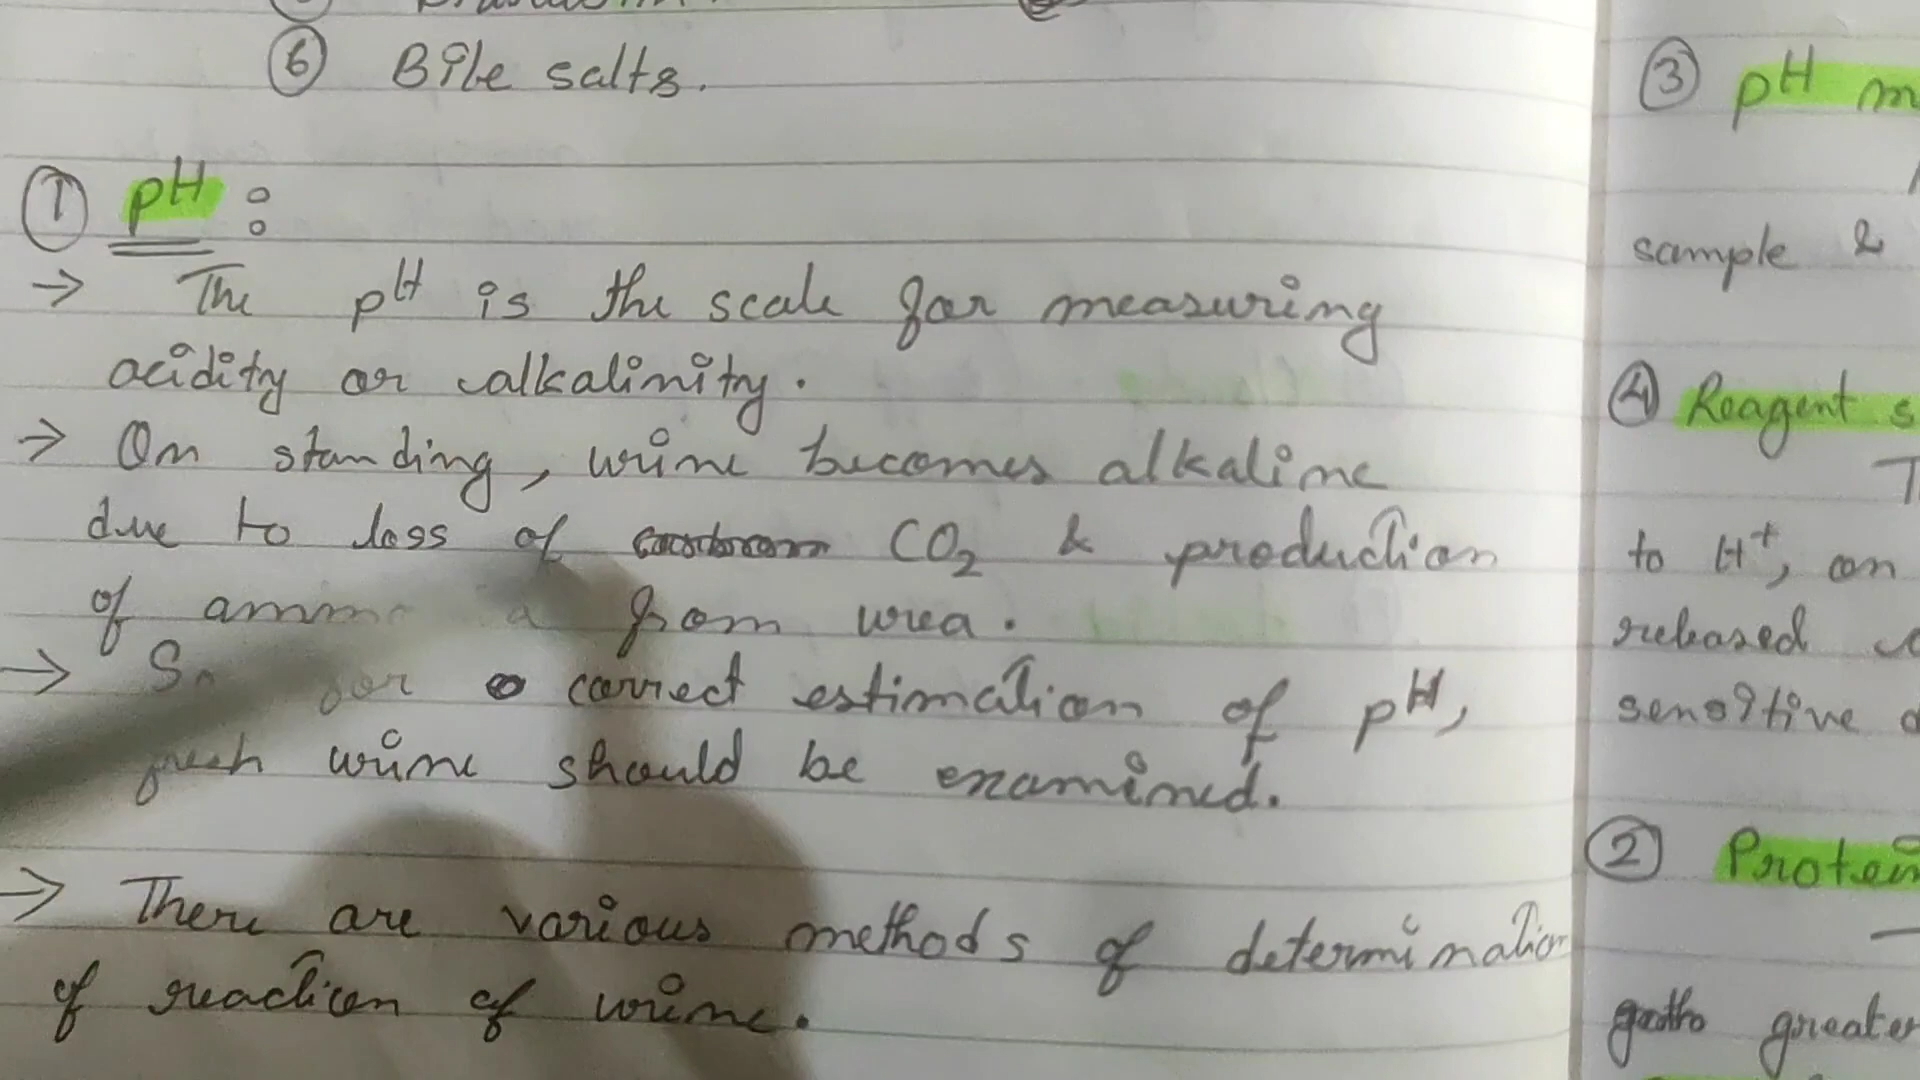 ⑥ Bile salts.
① pH :
→ The pH is the scale for measuring
acidity or alkalinity.
→ On standing, urine becomes alkaline
due to loss of CO₂ & production
of from urea.
→ for correct estimation of pH,
fresh urine should be examined.
→ There are various methods of determination
of reaction of urine.
③ pH
sample &
④ Reagent
to H⁺, on
released
sensitive
② Protein
greater